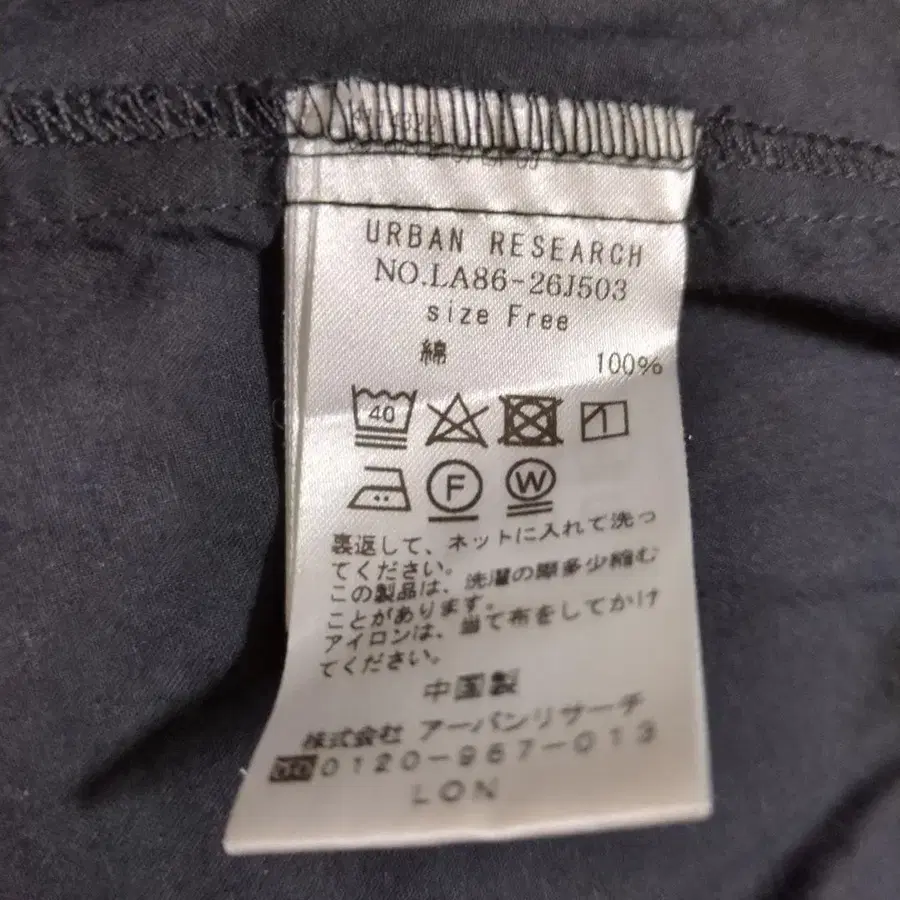 URBAN RESEARCH
NO.LA86-26J503
size Free
綿 100%
40
F W
裏返して、ネットに入れて洗っ
てください。
この製品は、洗濯の際多少縮む
ことがあります。
アイロンは、当て布をしてかけ
てください。
中国製
株式会社 アーバンリサーチ
0120-967-013
LON